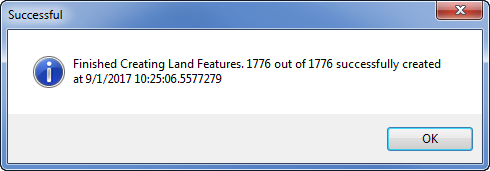 Successful
Finished Creating Land Features. 1776 out of 1776 successfully created
at 9/1/2017 10:25:06.5577279
OK